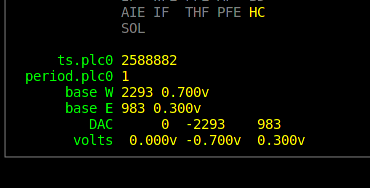 AIE IF THF PFE HC
SOL
ts.plc0 2588882
period.plc0 1
base W 2293 0.700v
base E 983 0.300v
DAC 0 -2293 983
volts 0.000v -0.700v 0.300v